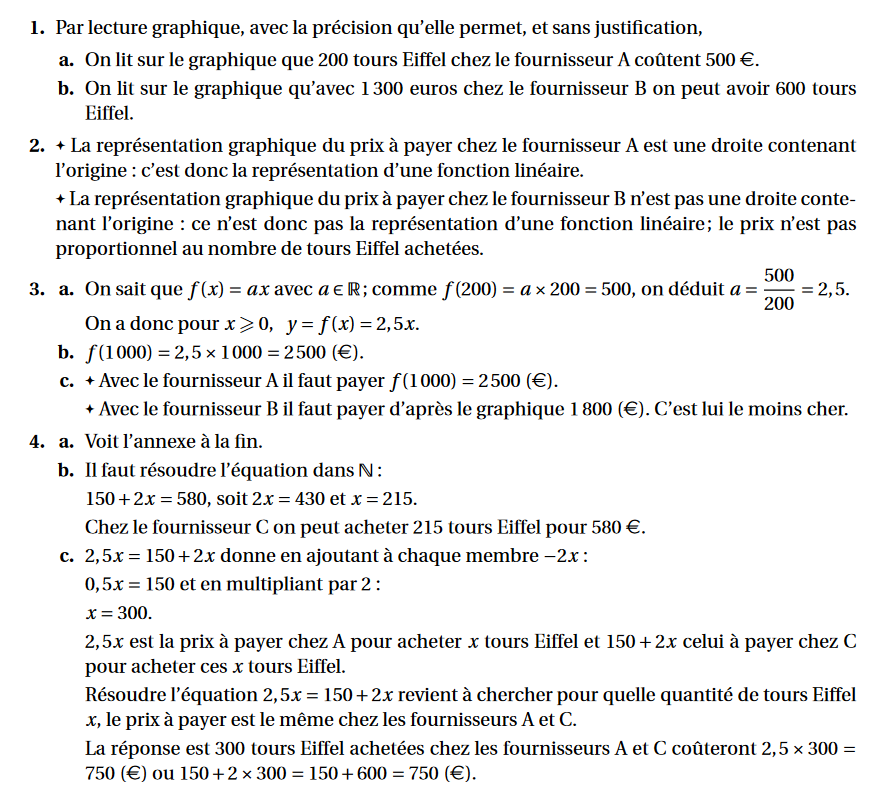 1. Par lecture graphique, avec la précision qu'elle permet, et sans justification,
a. On lit sur le graphique que 200 tours Eiffel chez le fournisseur A coûtent 500 €.
b. On lit sur le graphique qu'avec 1 300 euros chez le fournisseur B on peut avoir 600 tours
Eiffel.
2. ✦ La représentation graphique du prix à payer chez le fournisseur A est une droite contenant
l'origine : c'est donc la représentation d'une fonction linéaire.
✦ La représentation graphique du prix à payer chez le fournisseur B n'est pas une droite conte-
nant l'origine : ce n'est donc pas la représentation d'une fonction linéaire; le prix n'est pas
proportionnel au nombre de tours Eiffel achetées.
3. a. On sait que f(x) = ax avec a ∈ ℝ; comme f(200) = a × 200 = 500, on déduit a = 500/200 = 2,5.
On a donc pour x ⩾ 0, y = f(x) = 2,5x.
b. f(1000) = 2,5 × 1000 = 2500 (€).
c. ✦ Avec le fournisseur A il faut payer f(1000) = 2500 (€).
✦ Avec le fournisseur B il faut payer d'après le graphique 1 800 (€). C'est lui le moins cher.
4. a. Voit l'annexe à la fin.
b. Il faut résoudre l'équation dans ℕ :
150 + 2x = 580, soit 2x = 430 et x = 215.
Chez le fournisseur C on peut acheter 215 tours Eiffel pour 580 €.
c. 2,5x = 150 + 2x donne en ajoutant à chaque membre −2x :
0,5x = 150 et en multipliant par 2 :
x = 300.
2,5x est la prix à payer chez A pour acheter x tours Eiffel et 150 + 2x celui à payer chez C
pour acheter ces x tours Eiffel.
Résoudre l'équation 2,5x = 150 + 2x revient à chercher pour quelle quantité de tours Eiffel
x, le prix à payer est le même chez les fournisseurs A et C.
La réponse est 300 tours Eiffel achetées chez les fournisseurs A et C coûteront 2,5 × 300 =
750 (€) ou 150 + 2 × 300 = 150 + 600 = 750 (€).